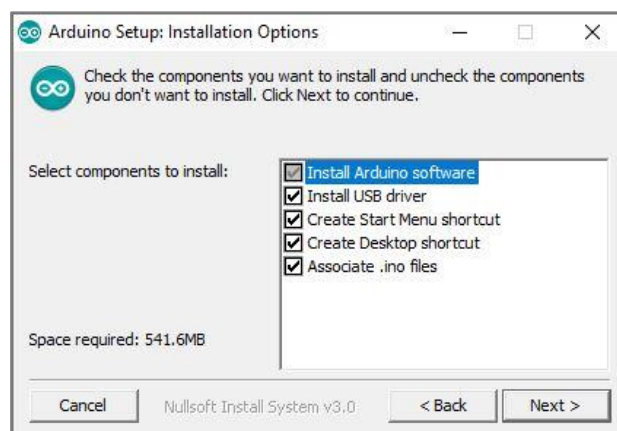 Arduino Setup: Installation Options
Check the components you want to install and uncheck the components
you don't want to install. Click Next to continue.
Select components to install:
Install Arduino software
Install USB driver
Create Start Menu shortcut
Create Desktop shortcut
Associate .ino files
Space required: 541.6MB
Cancel
Nullsoft Install System v3.0
< Back
Next >